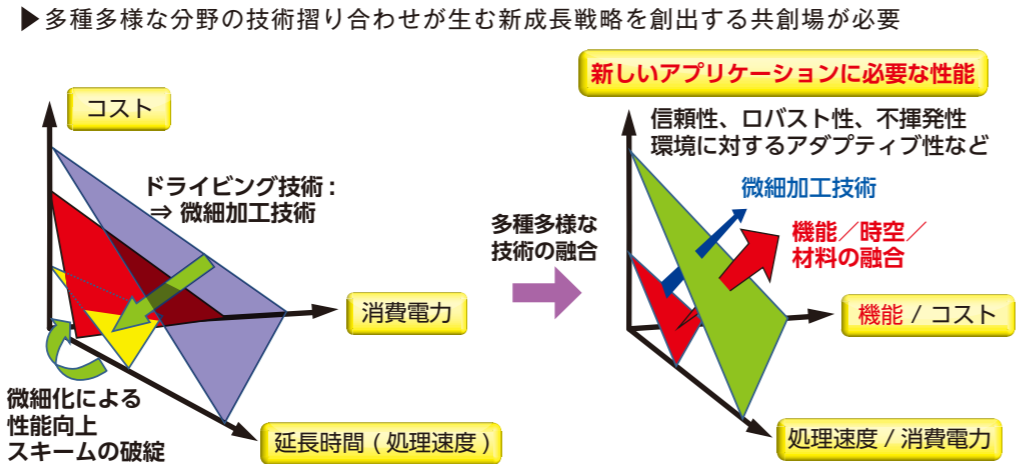 ▶多種多様な分野の技術摺り合わせが生む新成長戦略を創出する共創場が必要
コスト
ドライビング技術：
⇒ 微細加工技術
消費電力
微細化による
性能向上
スキームの破綻
延長時間 ( 処理速度 )
多種多様な
技術の融合
新しいアプリケーションに必要な性能
信頼性、ロバスト性、不揮発性
環境に対するアダプティブ性など
微細加工技術
機能／時空／
材料の融合
機能 / コスト
処理速度 / 消費電力